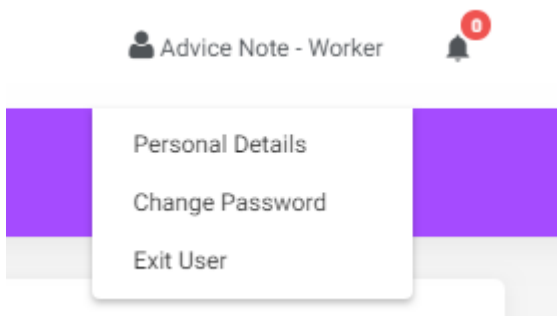 Advice Note - Worker
0
Personal Details
Change Password
Exit User